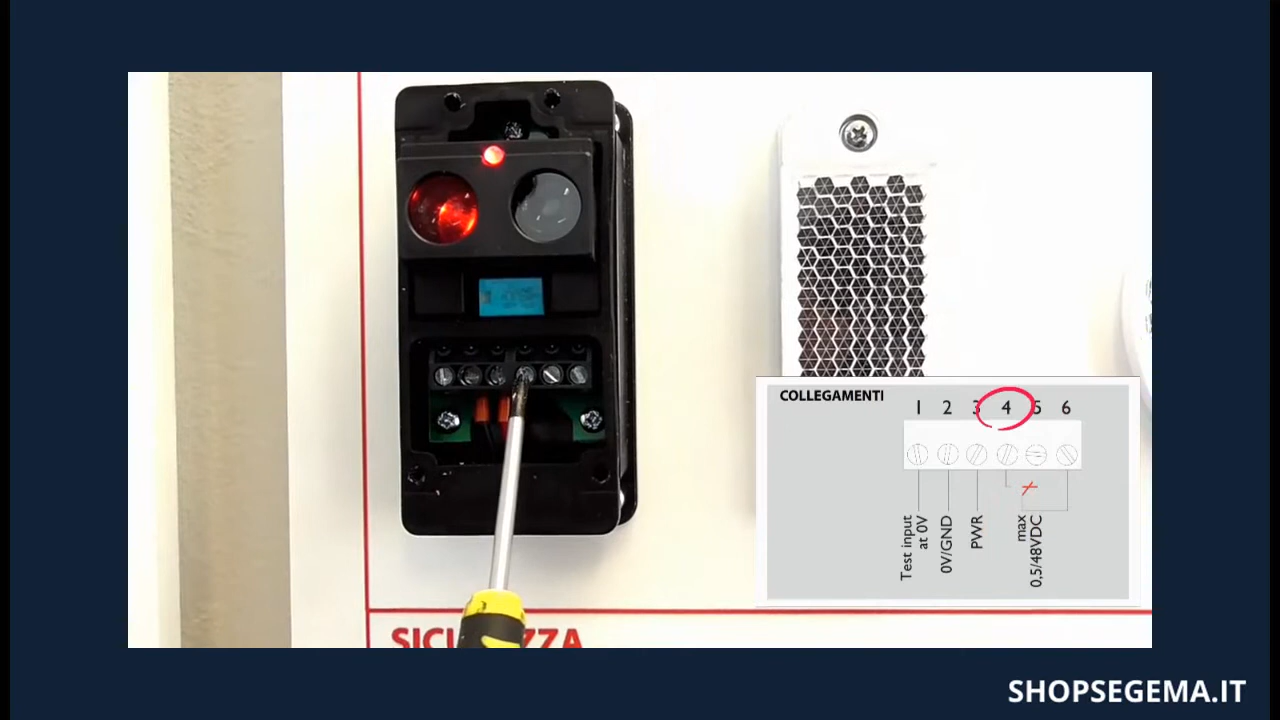 COLLEGAMENTI
1 2 3 4 5 6
Test input
at 0V
0V/GND
PWR
max
0,5/48VDC
SHOPSEGEMA.IT